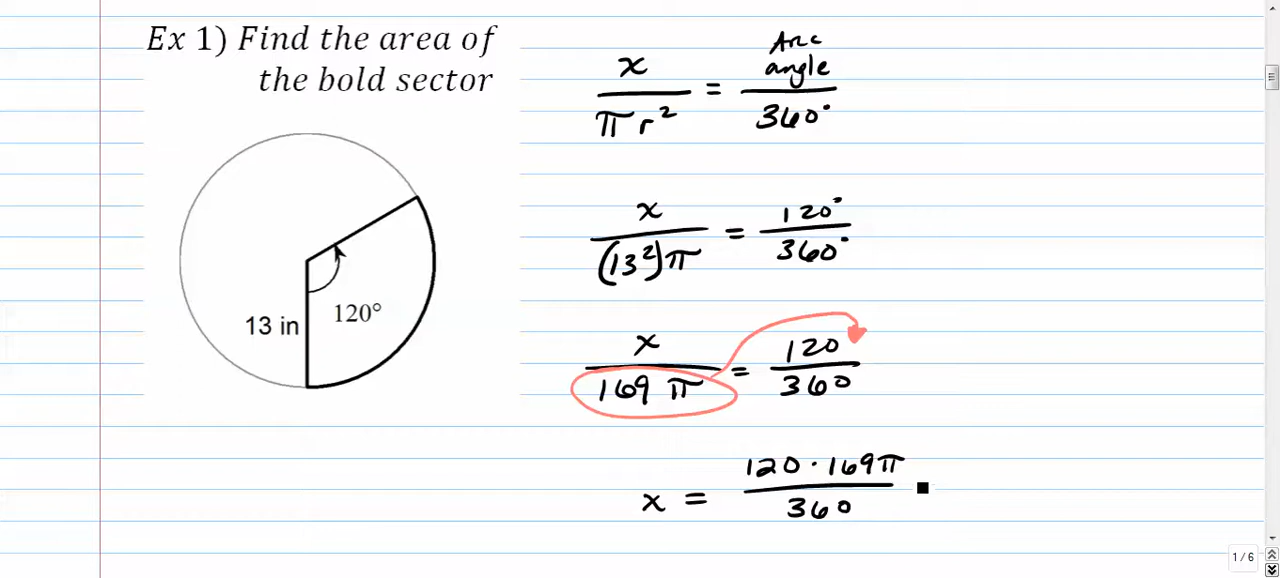 Ex 1) Find the area of
the bold sector
13 in
120°
x / πr² = Arc angle / 360°
x / (13²)π = 120° / 360°
x / 169 π = 120 / 360
x = 120 · 169π / 360
1 / 6